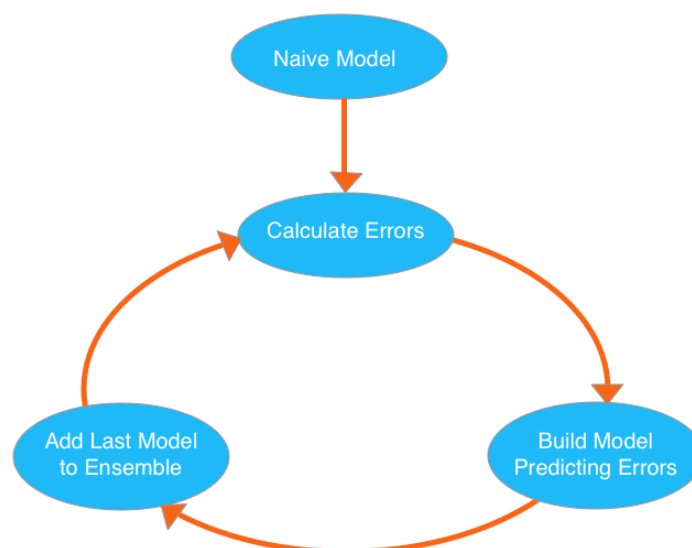 Naive Model
Calculate Errors
Add Last Model
to Ensemble
Build Model
Predicting Errors